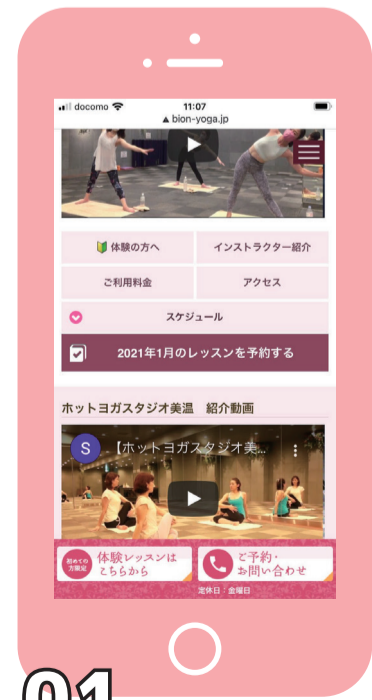 docomo 11:07
▲ bion-yoga.jp
体験の方へ インストラクター紹介
ご利用料金 アクセス
スケジュール
2021年1月のレッスンを予約する
ホットヨガスタジオ美温 紹介動画
S 【ホットヨガスタジオ美...
初めての方限定 体験レッスンはこちらから
ご予約・お問い合わせ
定休日：金曜日
01